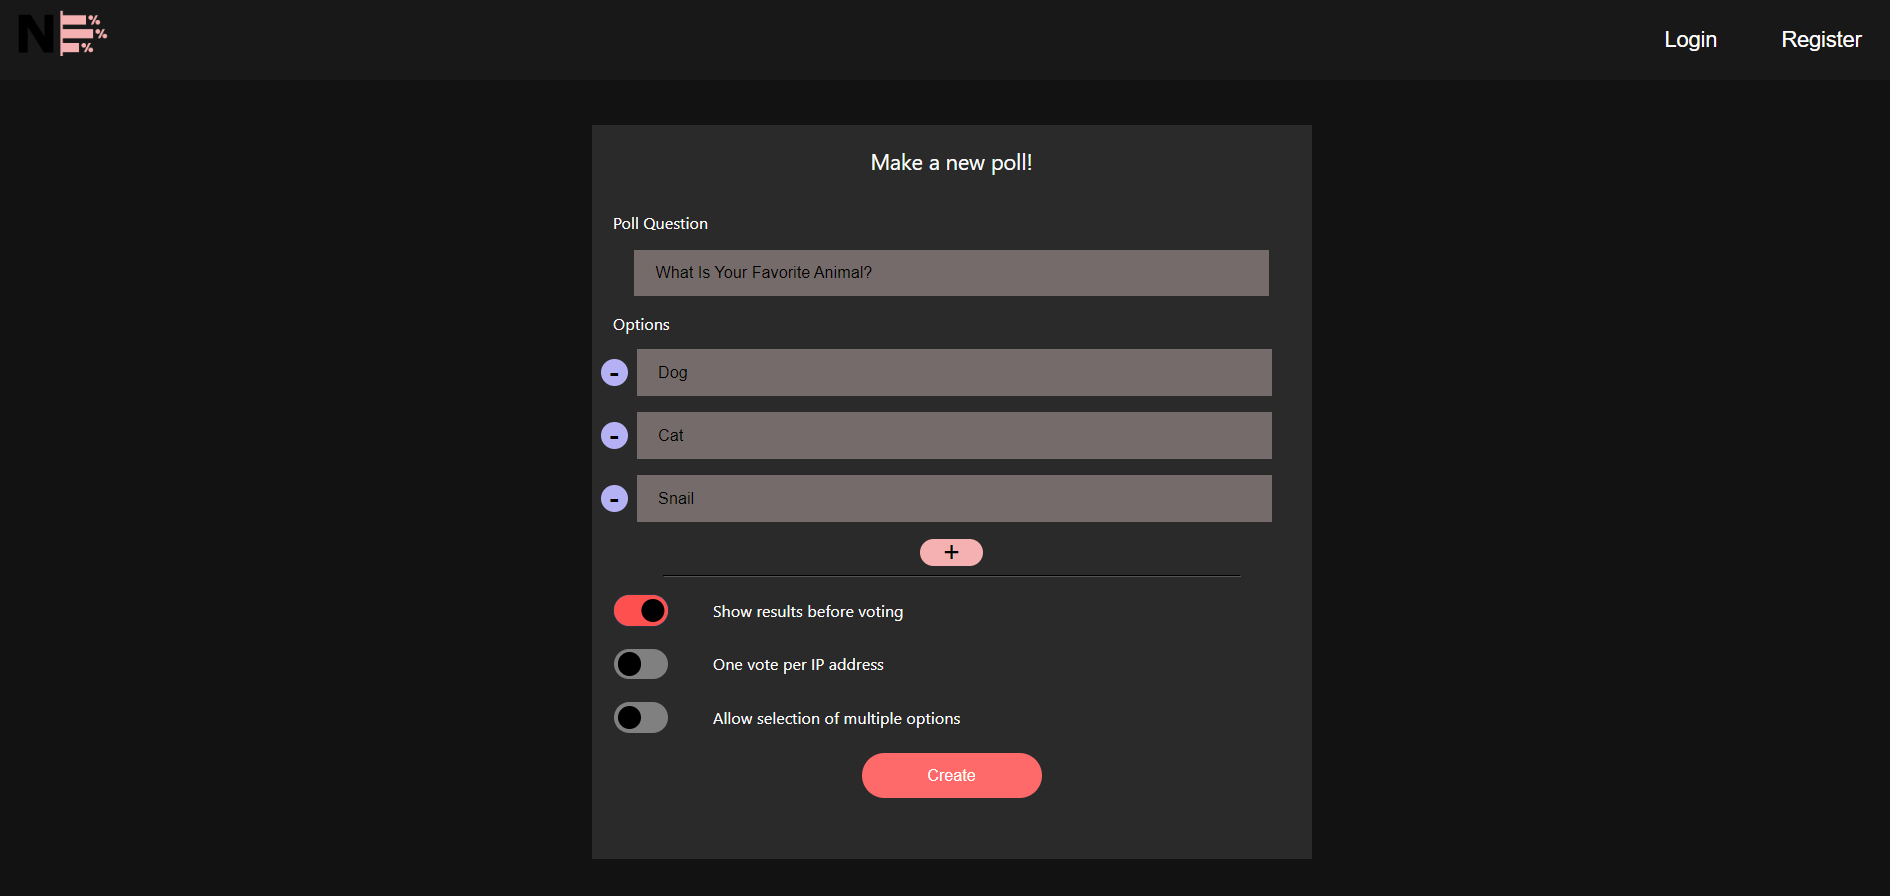 N % % %
Login Register
Make a new poll!
Poll Question
What Is Your Favorite Animal?
Options
- Dog
- Cat
- Snail
+
Show results before voting
One vote per IP address
Allow selection of multiple options
Create